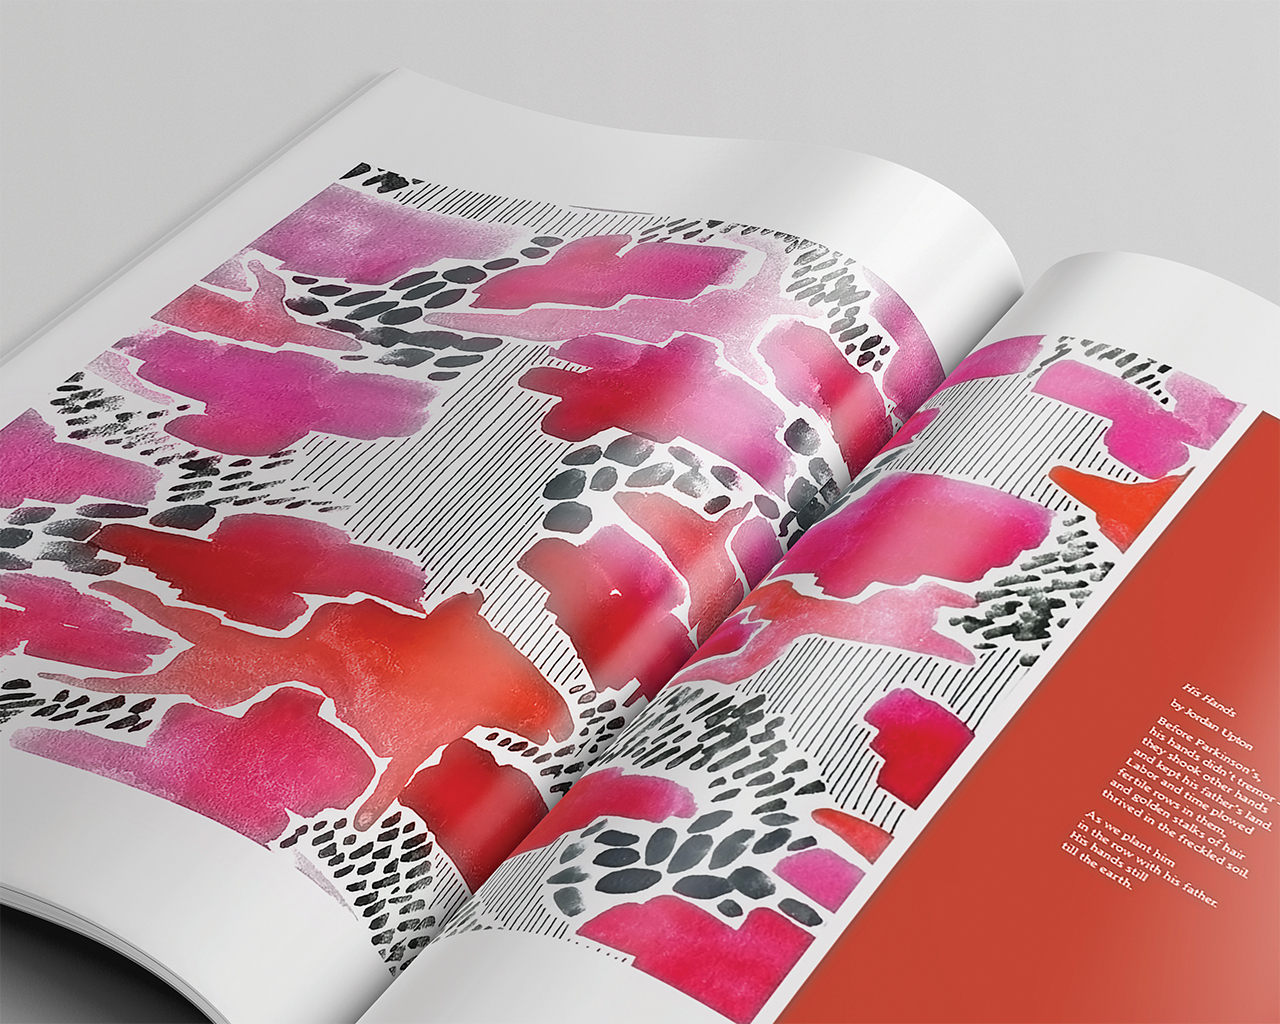 His Hands
by Jordan Upton
Before Parkinson's,
his hands didn't tremor
they shook other hands
and kept his father's land.
Labor and time plowed
fertile rows in them,
and golden stalks of hair
thrived in the freckled soil.
As we plant him
in the row with his father.
His hands still
till the earth.